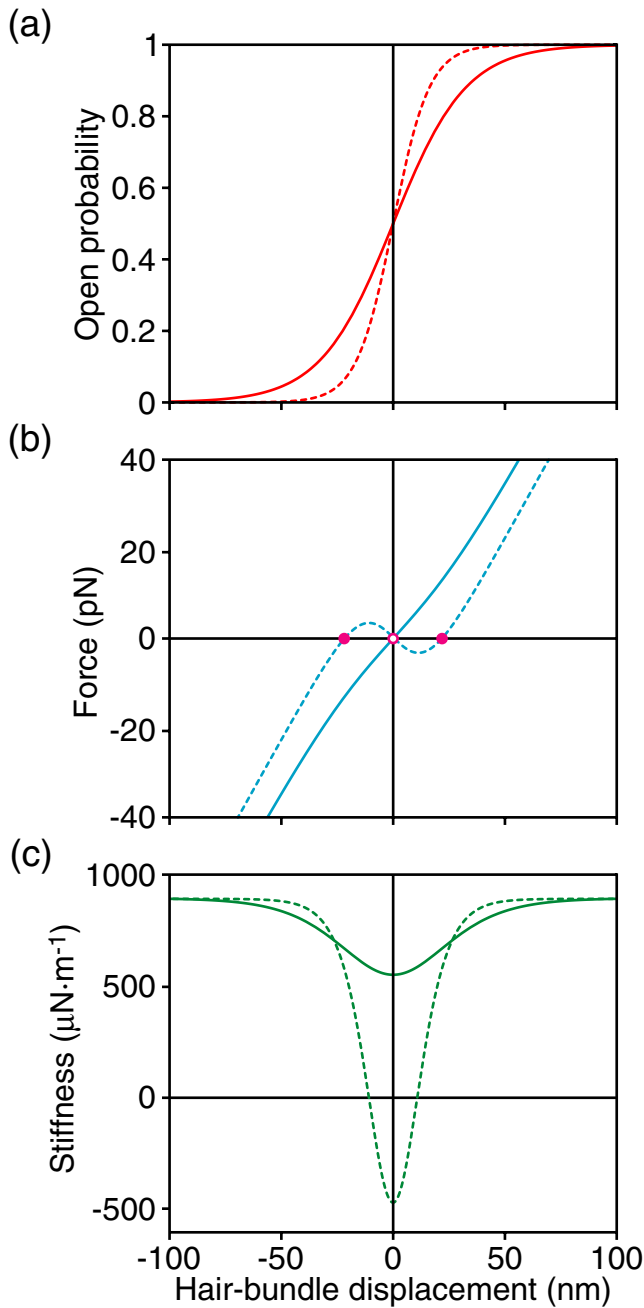 (a)
1
0.8
0.6
0.4
0.2
0
Open probability
(b)
40
20
0
-20
-40
Force (pN)
(c)
1000
500
0
-500
Stiffness (μN·m⁻¹)
-100 -50 0 50 100
Hair-bundle displacement (nm)